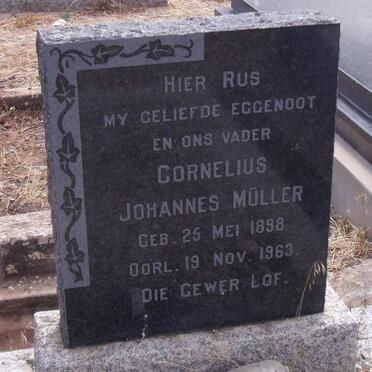 HIER RUS
MY GELIEFDE EGGENOOT
EN ONS VADER
CORNELIUS
JOHANNES MÜLLER
GEB. 25 MEI 1898
OORL. 19 NOV. 1963.
DIE GEWER LOF.